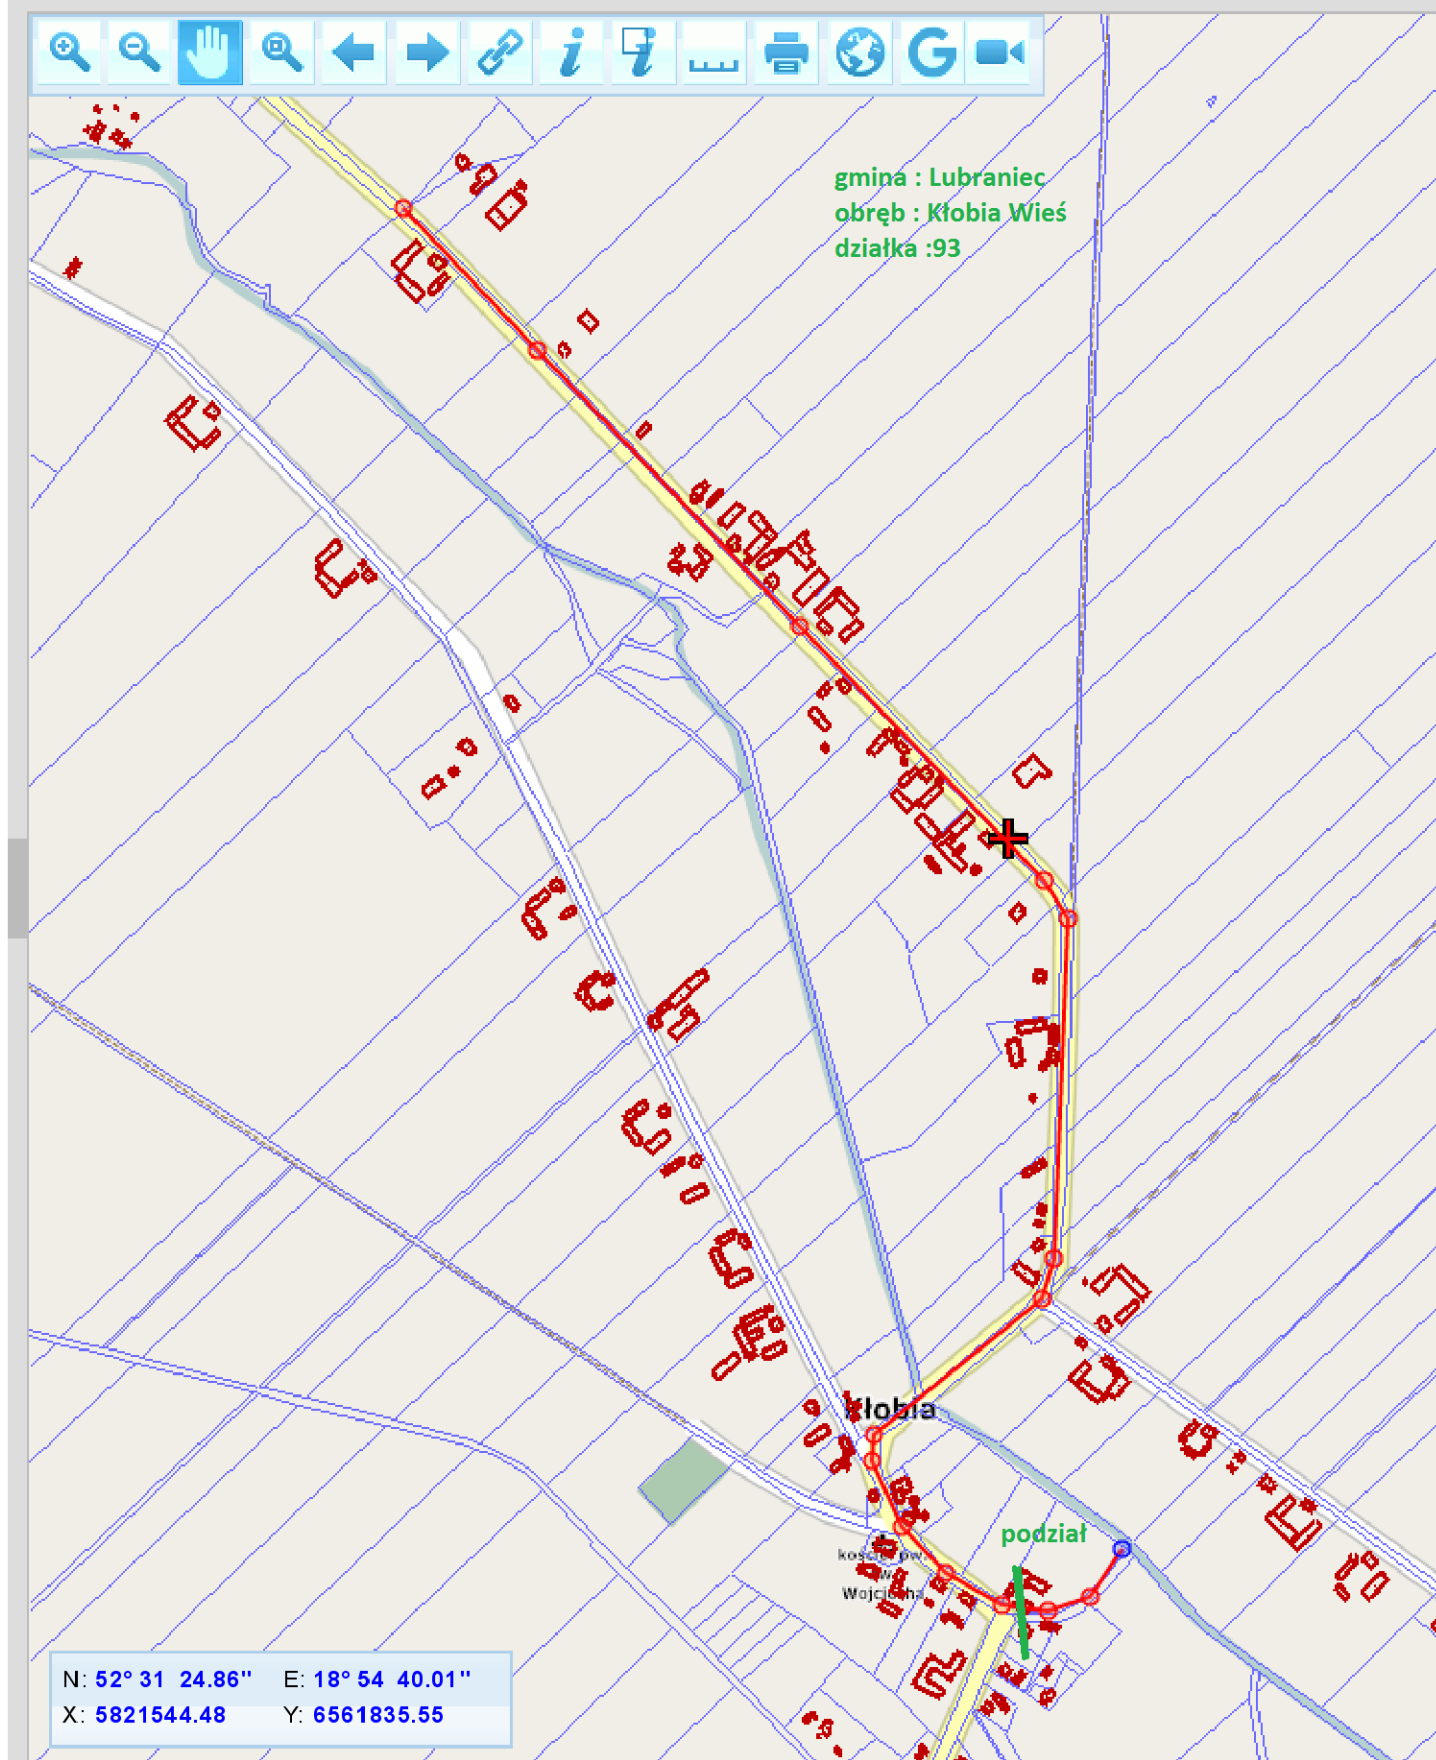 gmina : Lubraniec
obręb : Kłobia Wieś
działka :93
Kłobia
podział
Wojciecha
N: 52° 31 24.86" E: 18° 54 40.01"
X: 5821544.48 Y: 6561835.55